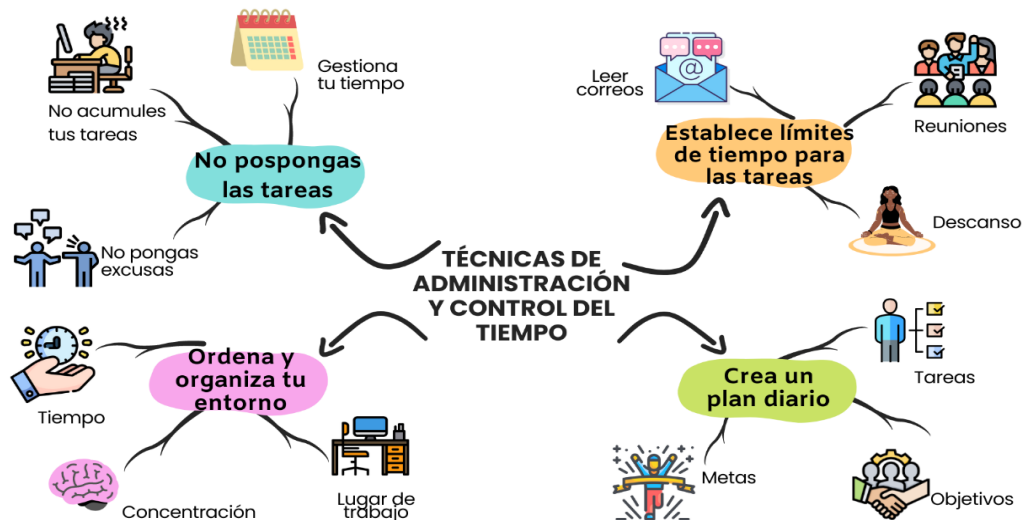 No acumules
tus tareas
Gestiona
tu tiempo
No pospongas
las tareas
No pongas
excusas
Leer
correos
@
Reuniones
Establece límites
de tiempo para
las tareas
Descanso
TÉCNICAS DE
ADMINISTRACIÓN
Y CONTROL DEL
TIEMPO
Tiempo
Ordena y
organiza tu
entorno
Concentración
Lugar de
trabajo
Tareas
Crea un
plan diario
Metas
Objetivos